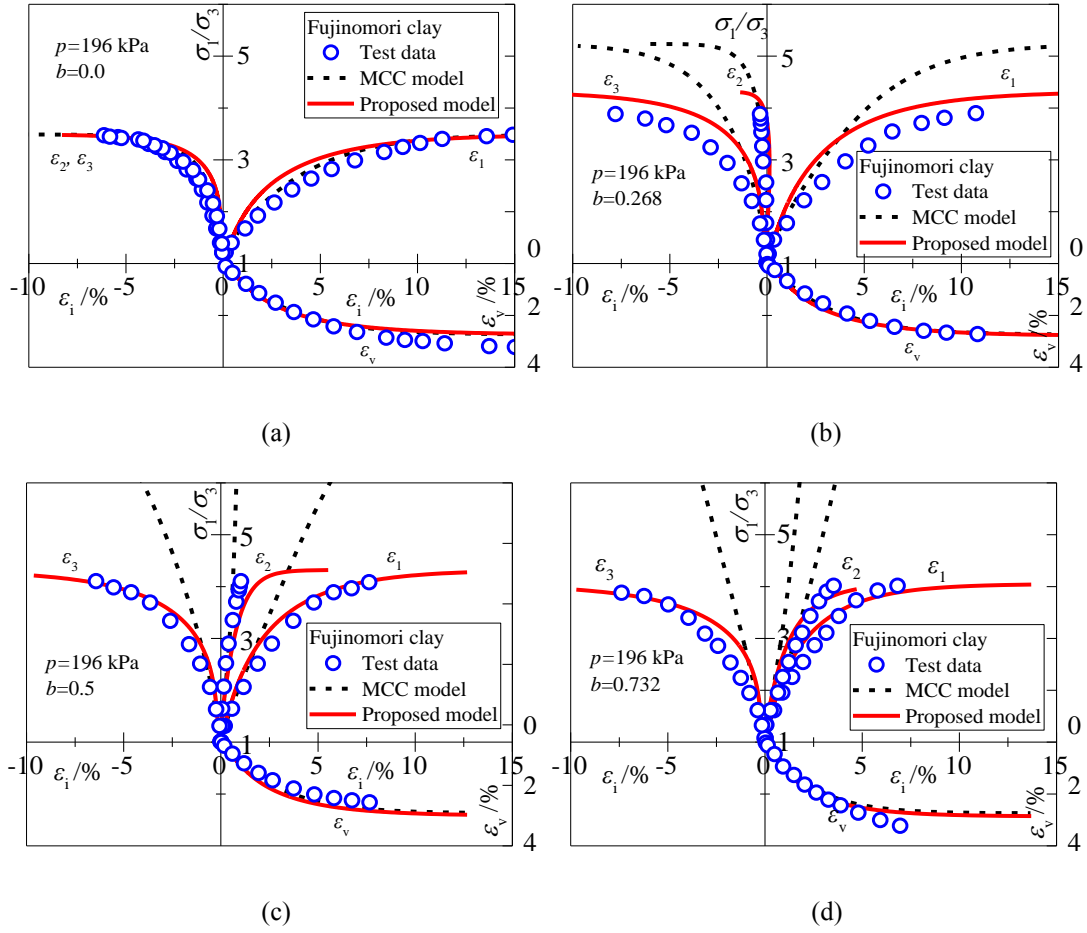 σ1/σ3
Fujinomori clay
Test data
MCC model
Proposed model
p=196 kPa
b=0.0
5
3
1
ε2, ε3
ε1
-10
-5
0
5
10
15
εi /%
εi /%
εv /%
εv
0
2
4
(a)
σ1/σ3
p=196 kPa
b=0.268
5
3
1
ε3
ε2
ε1
Fujinomori clay
Test data
MCC model
Proposed model
-10
-5
0
5
10
15
εi /%
εi /%
εv /%
εv
0
2
4
(b)
σ1/σ3
5
3
1
ε3
ε2
ε1
p=196 kPa
b=0.5
Fujinomori clay
Test data
MCC model
Proposed model
-10
-5
0
5
10
15
εi /%
εi /%
εv /%
εv
0
2
4
(c)
σ1/σ3
5
3
1
ε3
ε2
ε1
p=196 kPa
b=0.732
Fujinomori clay
Test data
MCC model
Proposed model
-10
-5
0
5
10
15
εi /%
εi /%
εv /%
εv
0
2
4
(d)